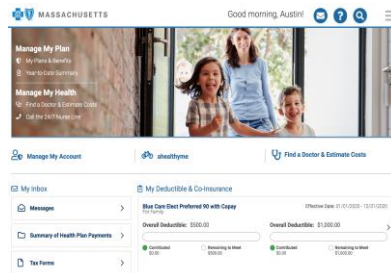 MASSACHUSETTS
Good morning, Austin!
Manage My Plan
My Plans & Benefits
Year-to-Date Summary
Manage My Health
Find a Doctor & Estimate Costs
Call the 24/7 Nurse Line
Manage My Account
ahealthyme
Find a Doctor & Estimate Costs
My Inbox
Messages
Summary of Health Plan Payments
Tax Forms
My Deductible & Co-Insurance
Blue Care Elect Preferred 90 with Copay
For Family
Effective Date: 01/01/2020 - 12/31/2020
Overall Deductible: $500.00
Contributed
$0.00
Remaining to Meet
$500.00
Overall Deductible: $1,000.00
Contributed
$0.00
Remaining to Meet
$1,000.00